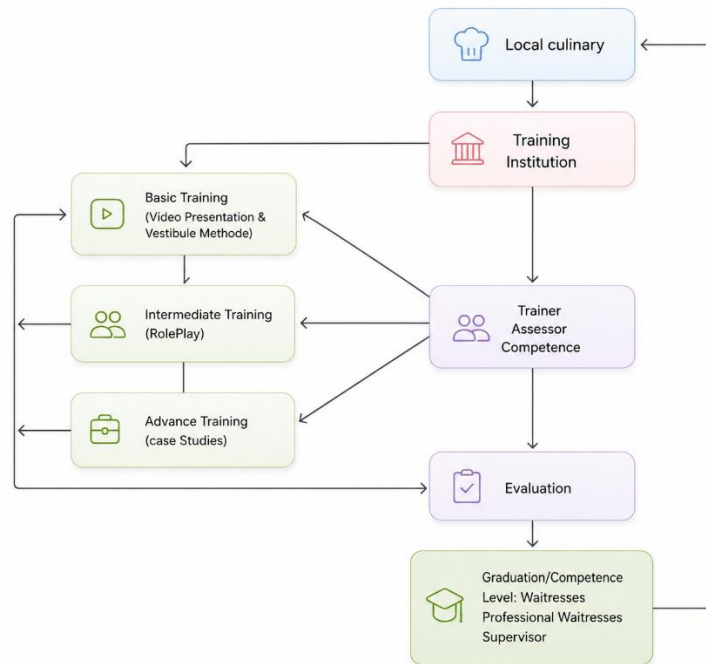 Local culinary
Training
Institution
Basic Training
(Video Presentation &
Vestibule Methode)
Intermediate Training
(RolePlay)
Trainer
Assessor
Competence
Advance Training
(case Studies)
Evaluation
Graduation/Competence
Level: Waitresses
Professional Waitresses
Supervisor